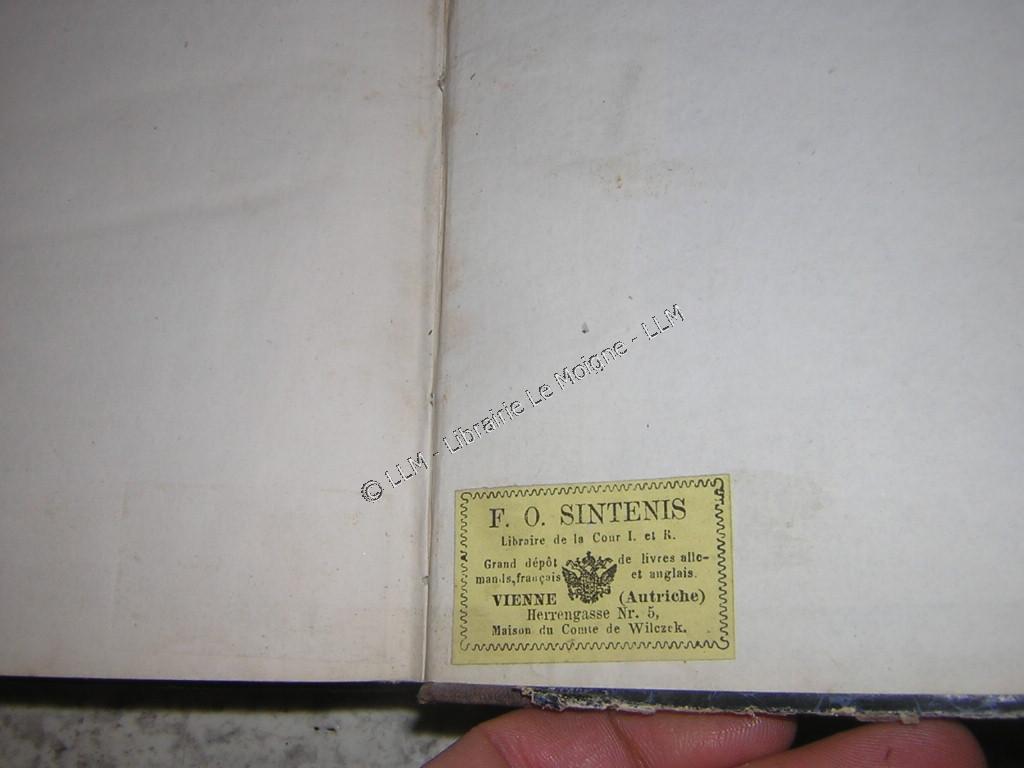 © LLM - Librairie Le Moigne - LLM
F. O. SINTENIS
Libraire de la Cour I. et R.
Grand dépôt de livres alle-
mands, français et anglais.
VIENNE (Autriche)
Herrengasse Nr. 5,
Maison du Comte de Wilczek.